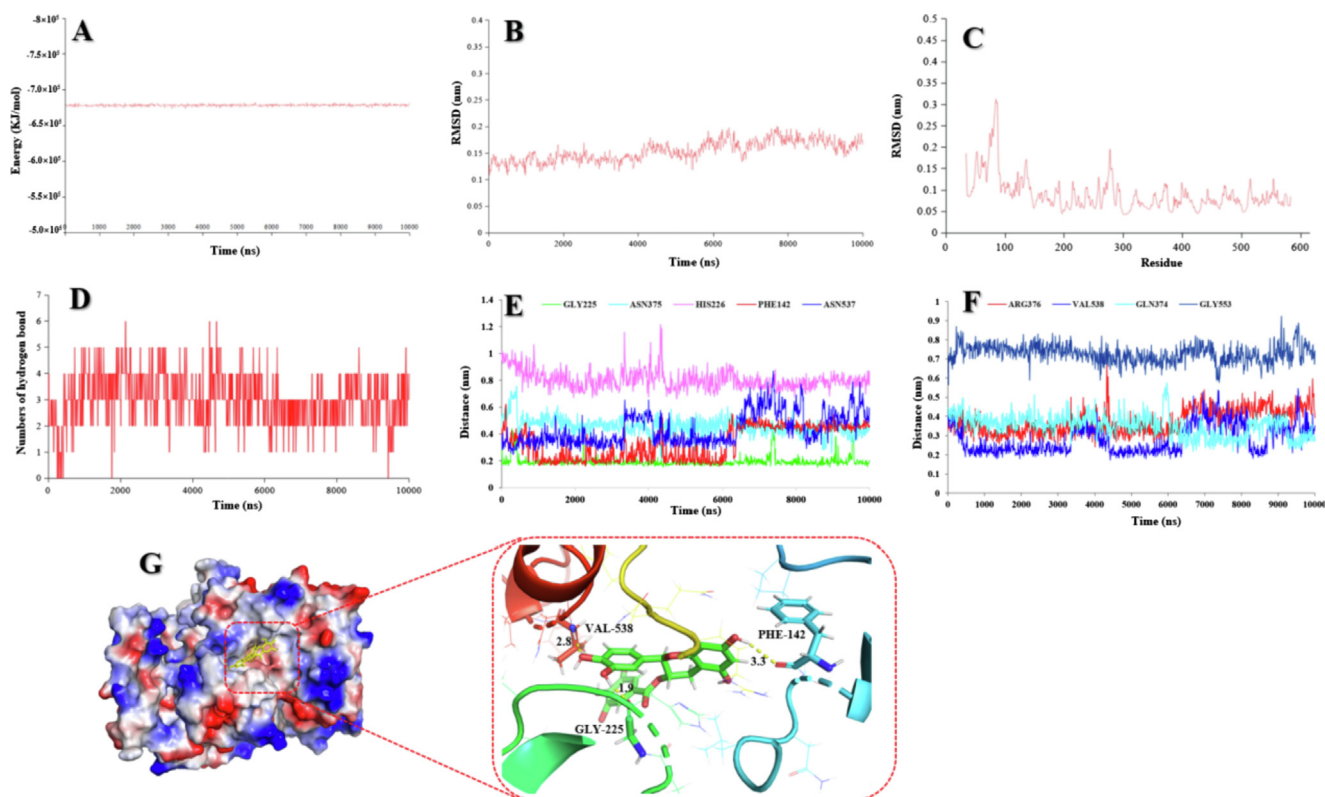 A
Energy (KJ/mol)
-8×10⁵
-7.5×10⁵
-7.0×10⁵
-6.5×10⁵
-6.0×10⁵
-5.5×10⁵
-5.0×10⁵
0 1000 2000 3000 4000 5000 6000 7000 8000 9000 10000
Time (ns)
B
RMSD (nm)
0.4
0.35
0.3
0.25
0.2
0.15
0.1
0.05
0
0 2000 4000 6000 8000 10000
Time (ns)
C
RMSD (nm)
0.5
0.45
0.4
0.35
0.3
0.25
0.2
0.15
0.1
0.05
0
0 100 200 300 400 500 600
Residue
D
Numbers of hydrogen bond
7
6
5
4
3
2
1
0
0 2000 4000 6000 8000 10000
Time (ns)
E
GLY225 ASN375 HIS226 PHE142 ASN537
Distance (nm)
1.4
1.2
1
0.8
0.6
0.4
0.2
0
0 2000 4000 6000 8000 10000
Time (ns)
F
ARG376 VAL538 GLN374 GLY553
Distance (nm)
1
0.9
0.8
0.7
0.6
0.5
0.4
0.3
0.2
0.1
0
0 1000 2000 3000 4000 5000 6000 7000 8000 9000 10000
Time (ns)
G
VAL-538
2.8
PHE-142
3.3
1.9
GLY-225